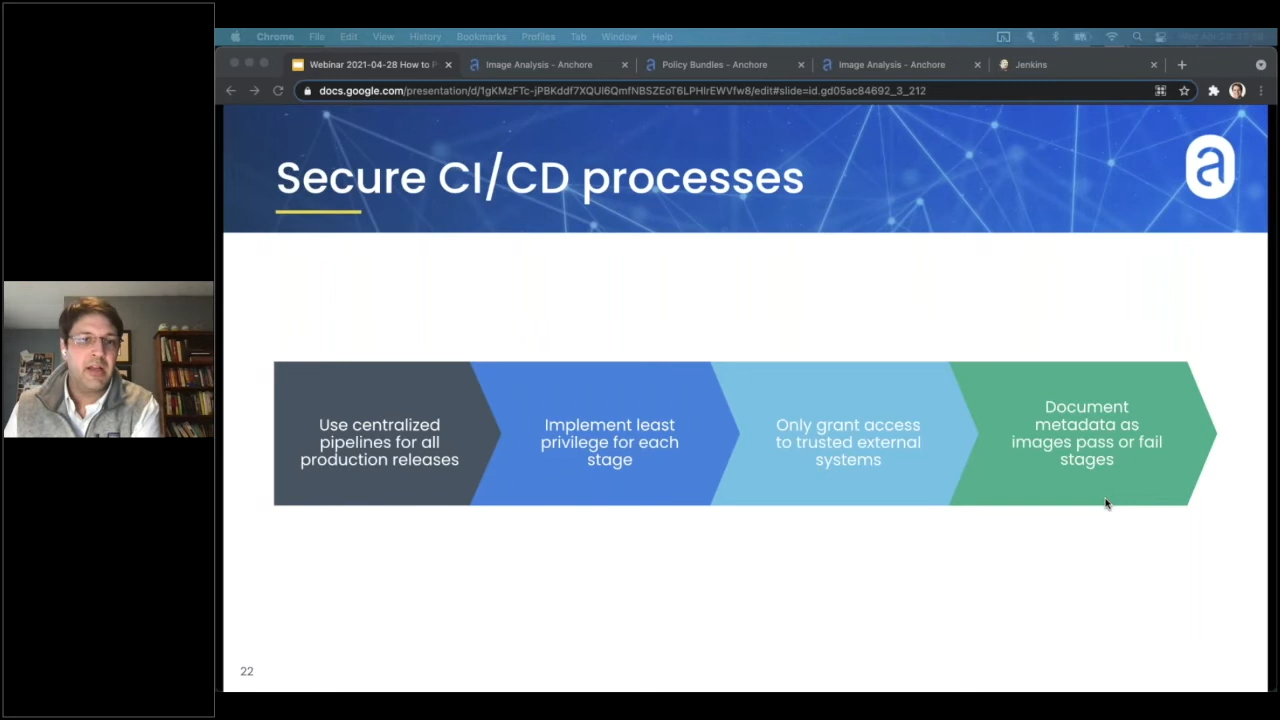 Chrome File Edit View History Bookmarks Profiles Tab Window Help
Webinar 2021-04-28 How to P
Image Analysis - Anchore
Policy Bundles - Anchore
Image Analysis - Anchore
Jenkins
docs.google.com/presentation/d/1gKMzFTc-jPBKddf7XQUl6QmfNBSZEoT6LPHlrEWVfw8/edit#slide=id.gd05ac84692_3_212
Secure CI/CD processes
a
Use centralized
pipelines for all
production releases
Implement least
privilege for each
stage
Only grant access
to trusted external
systems
Document
metadata as
images pass or fail
stages
22